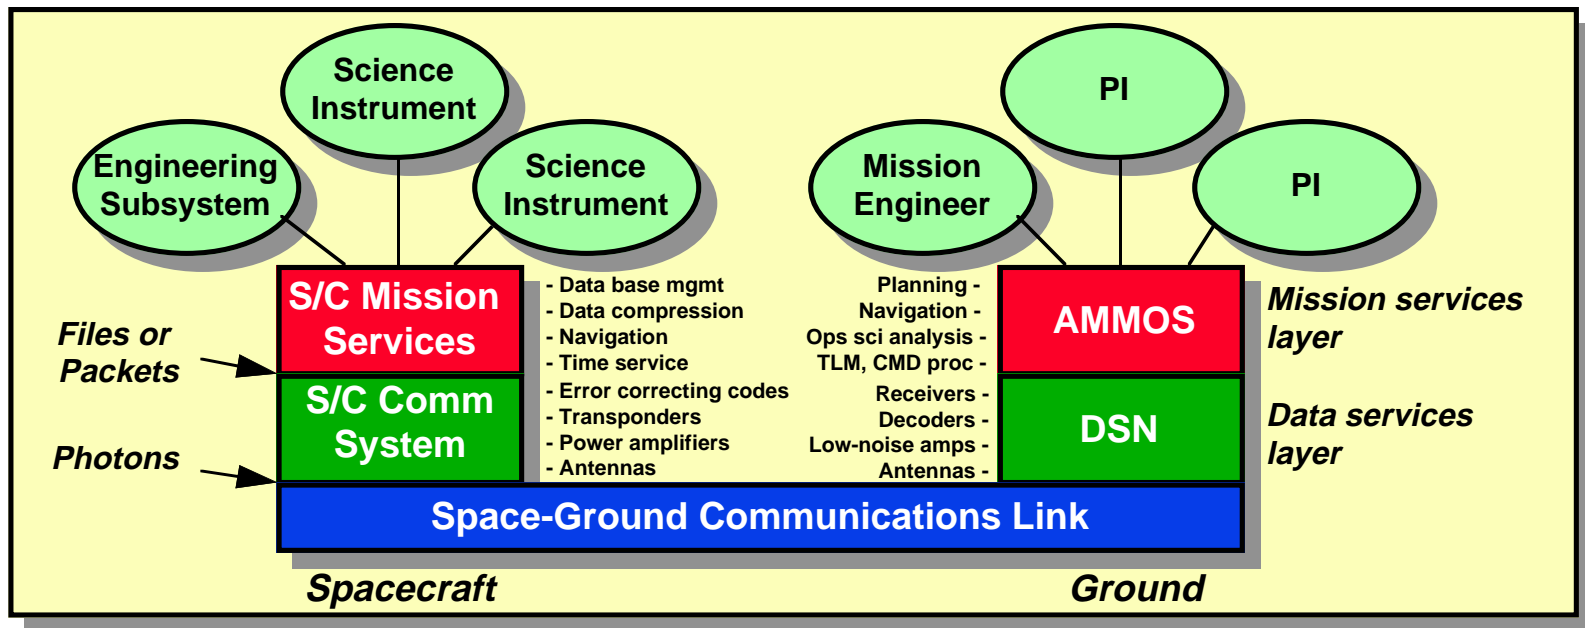 Science
Instrument
Engineering
Subsystem
Science
Instrument
PI
Mission
Engineer
PI
S/C Mission
Services
- Data base mgmt
- Data compression
- Navigation
- Time service
Planning -
Navigation -
Ops sci analysis -
TLM, CMD proc -
AMMOS
Mission services
layer
Files or
Packets
S/C Comm
System
- Error correcting codes
- Transponders
- Power amplifiers
- Antennas
Receivers -
Decoders -
Low-noise amps -
Antennas -
DSN
Data services
layer
Photons
Space-Ground Communications Link
Spacecraft
Ground